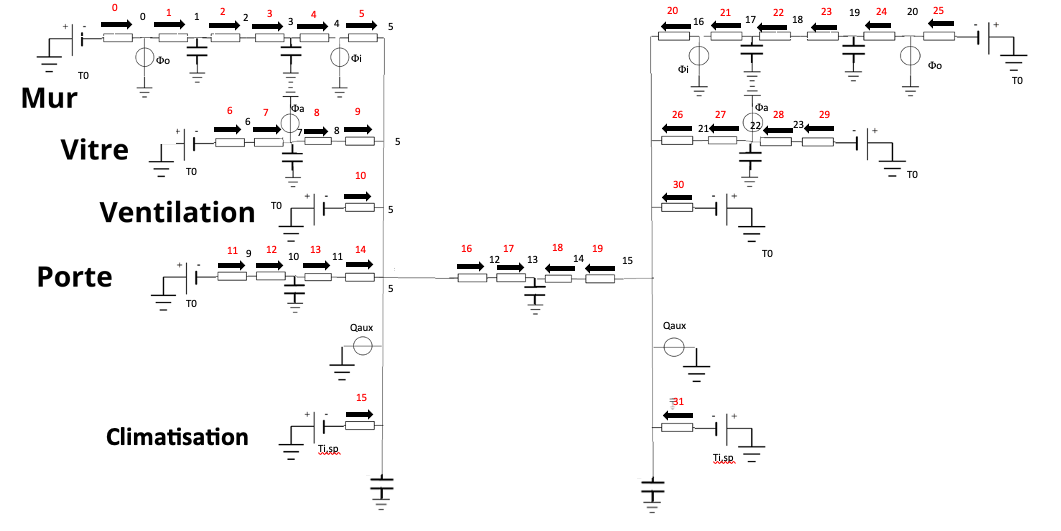 0 1 2 3 4 5 20 21 22 23 24 25
0 1 2 3 4 5 16 17 18 19 20
+ - Φo Φi Φi Φo - +
T0 T0
Mur
6 7 Φa 8 9 26 27 Φa 28 29
+ - 6 7 8 5 21 22 23 - +
Vitre
T0 T0
10 30
Ventilation T0 + - 5 - +
T0
11 12 13 14 16 17 18 19
Porte + - 9 10 11 5 12 13 14 15
T0
Qaux Qaux
15 31
Climatisation + - - +
Ti,sp Ti,sp